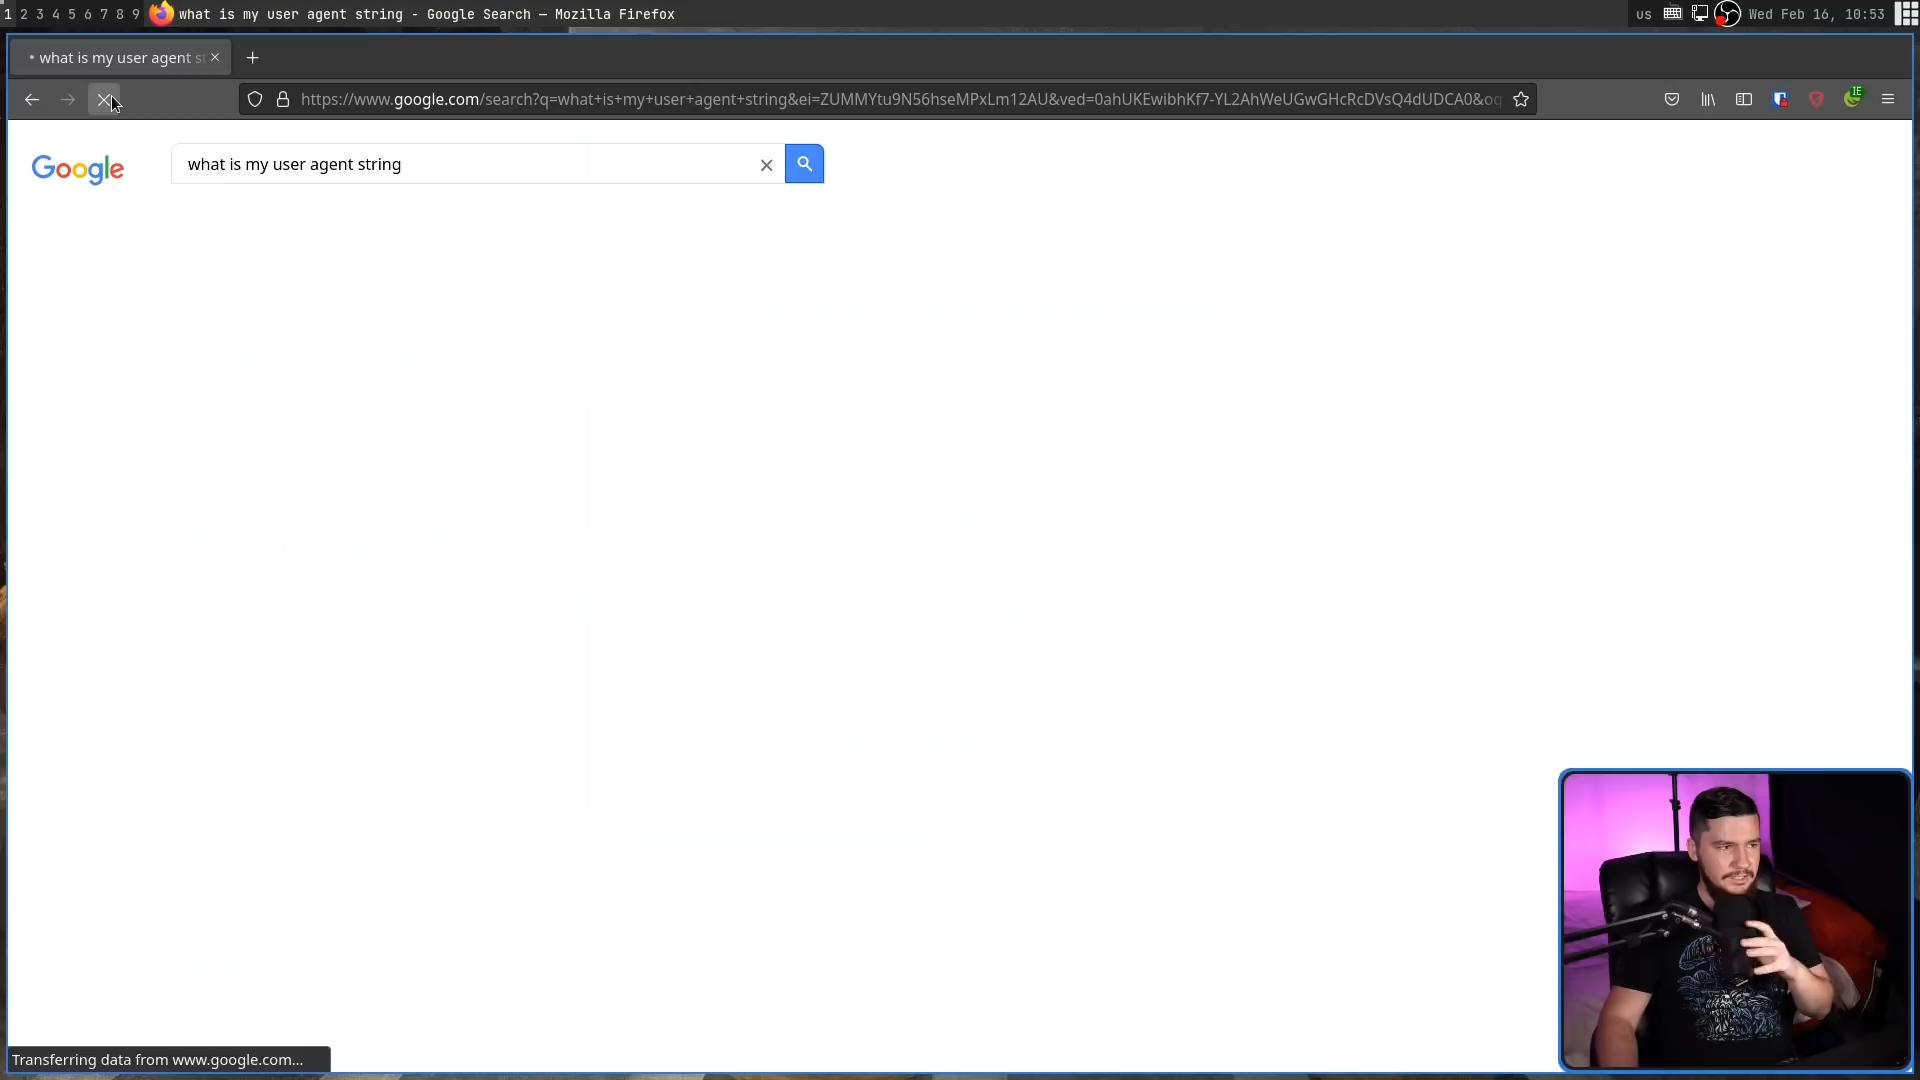 1 2 3 4 5 6 7 8 9 what is my user agent string - Google Search — Mozilla Firefox
us Wed Feb 16, 10:53
what is my user agent st
https://www.google.com/search?q=what+is+my+user+agent+string&ei=ZUMMYtu9N56hseMPxLm12AU&ved=0ahUKEwibhKf7-YL2AhWeUGwGHcRcDVsQ4dUDCA0&oq
IE
Google
what is my user agent string
Transferring data from www.google.com...